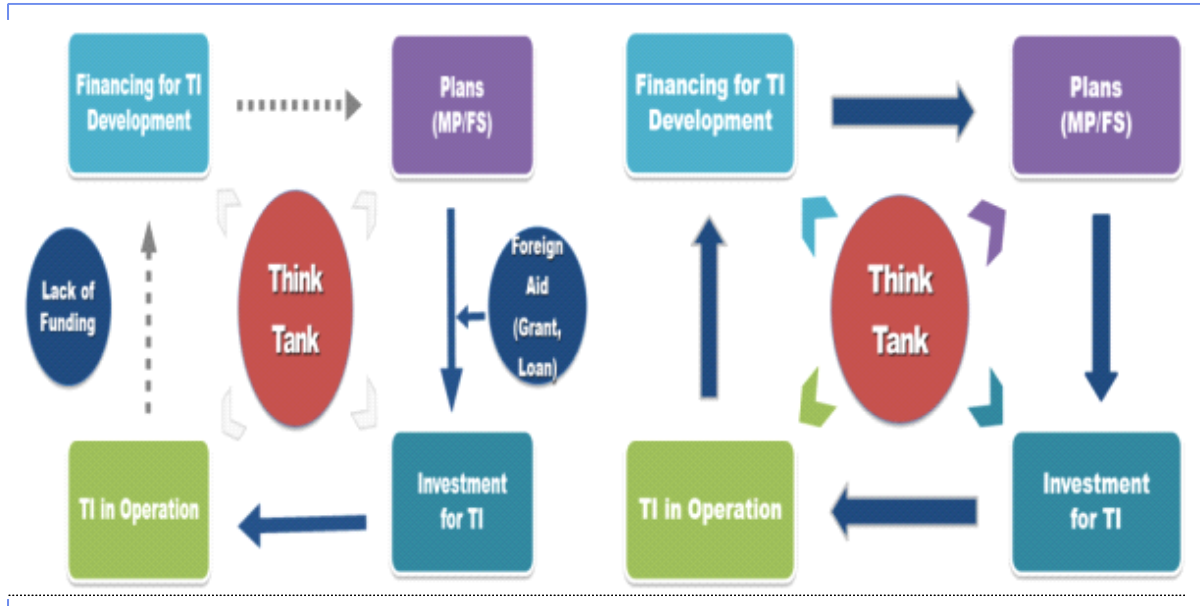 Financing for TI
Development
Plans
(MP/FS)
Lack of
Funding
Think
Tank
Foreign
Aid
(Grant,
Loan)
TI in Operation
Investment
for TI
Financing for TI
Development
Plans
(MP/FS)
Think
Tank
TI in Operation
Investment
for TI